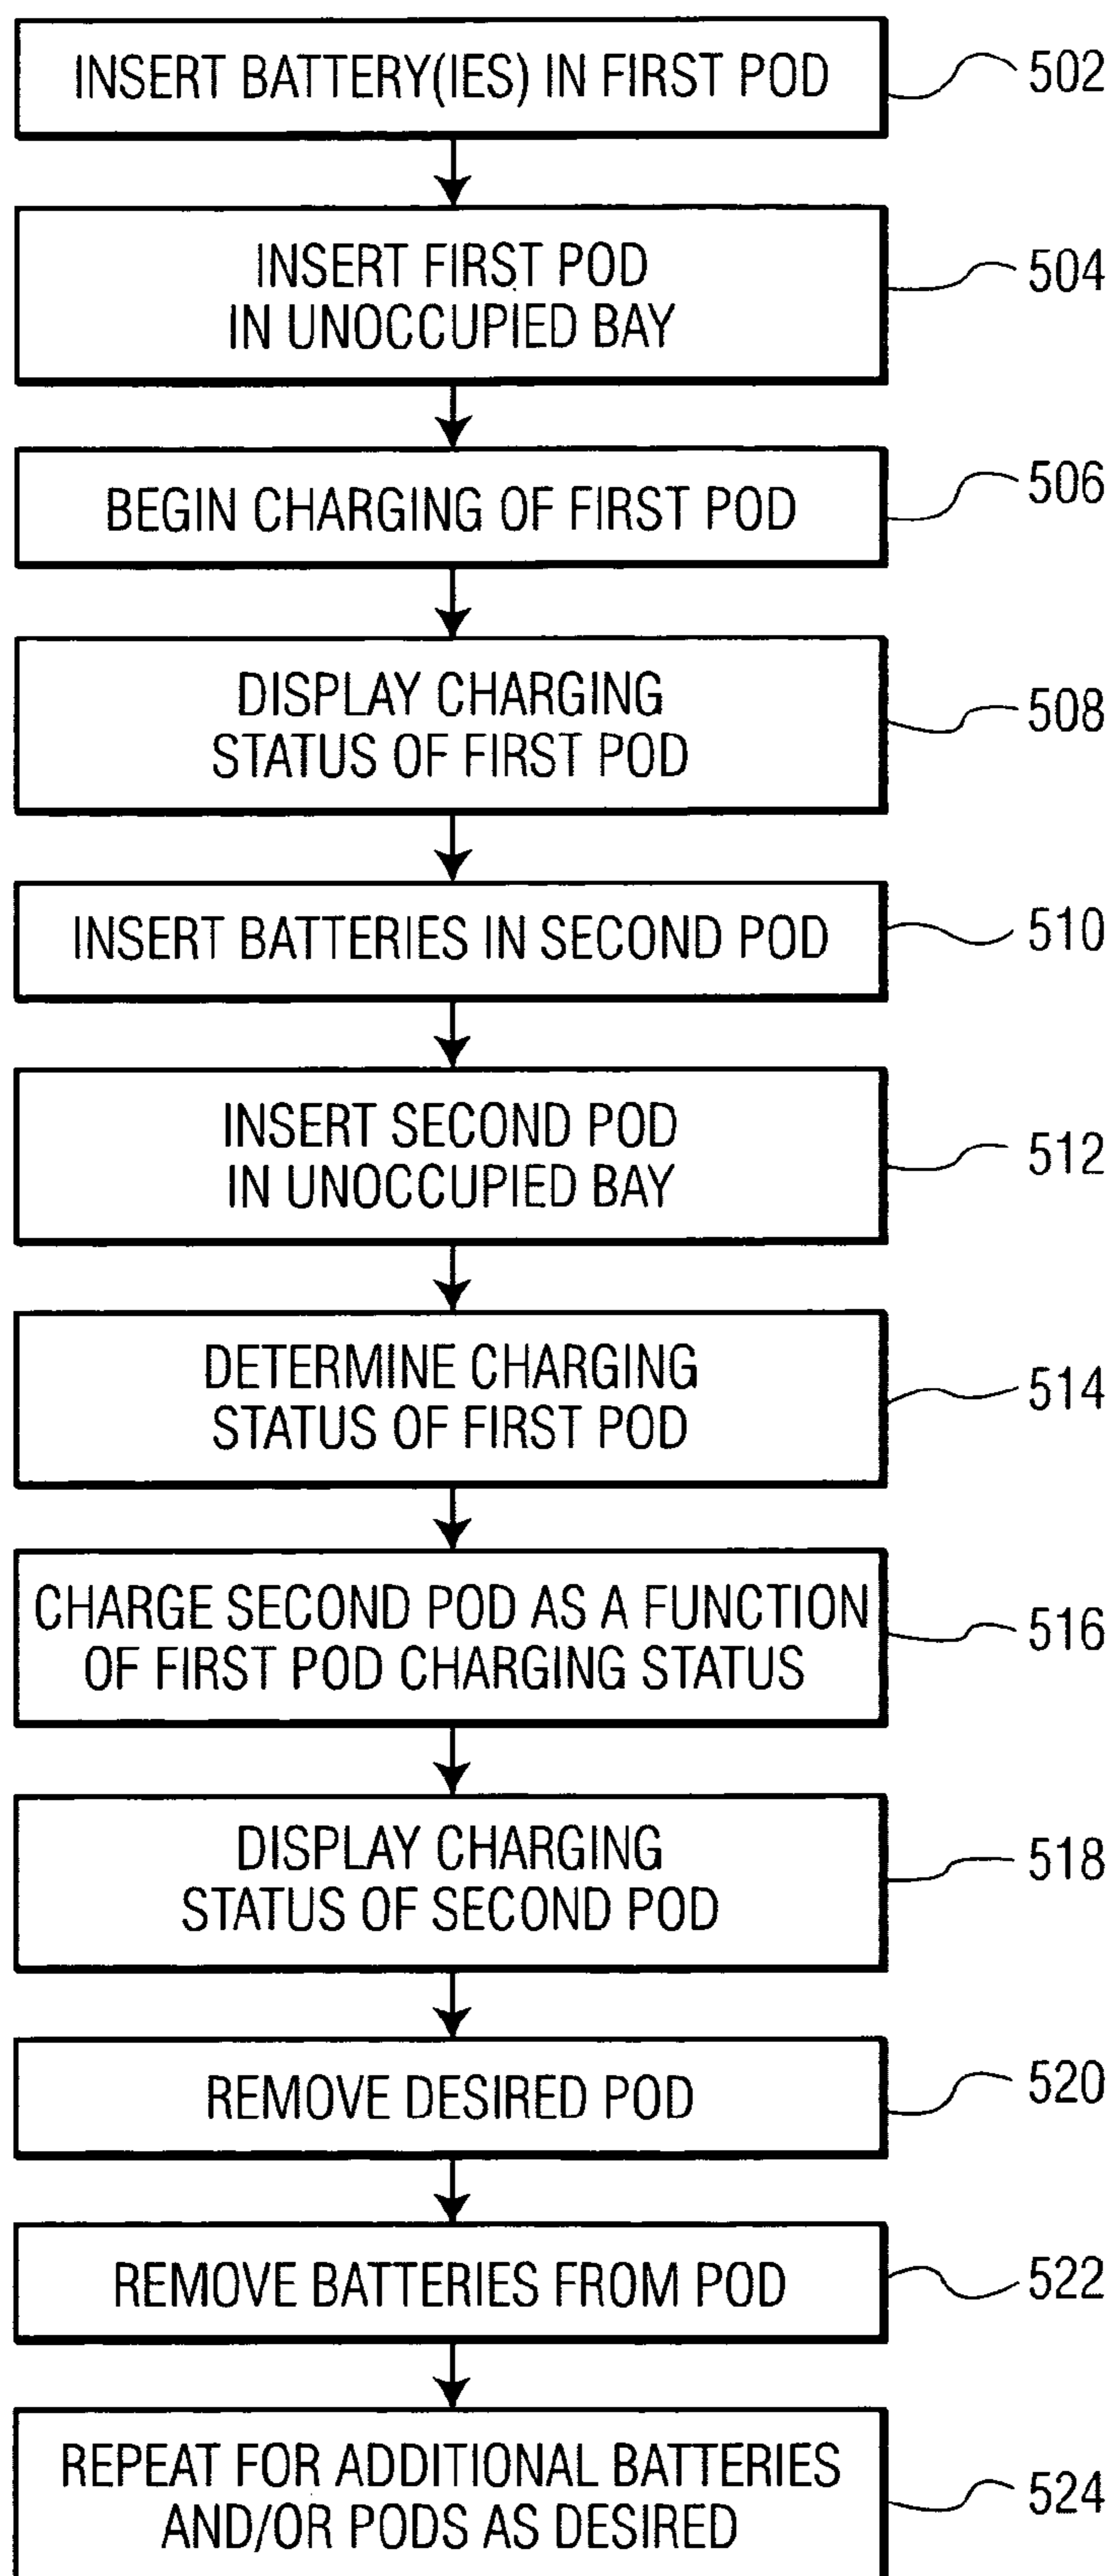 INSERT BATTERY(IES) IN FIRST POD
502
INSERT FIRST POD
IN UNOCCUPIED BAY
504
BEGIN CHARGING OF FIRST POD
506
DISPLAY CHARGING
STATUS OF FIRST POD
508
INSERT BATTERIES IN SECOND POD
510
INSERT SECOND POD
IN UNOCCUPIED BAY
512
DETERMINE CHARGING
STATUS OF FIRST POD
514
CHARGE SECOND POD AS A FUNCTION
OF FIRST POD CHARGING STATUS
516
DISPLAY CHARGING
STATUS OF SECOND POD
518
REMOVE DESIRED POD
520
REMOVE BATTERIES FROM POD
522
REPEAT FOR ADDITIONAL BATTERIES
AND/OR PODS AS DESIRED
524